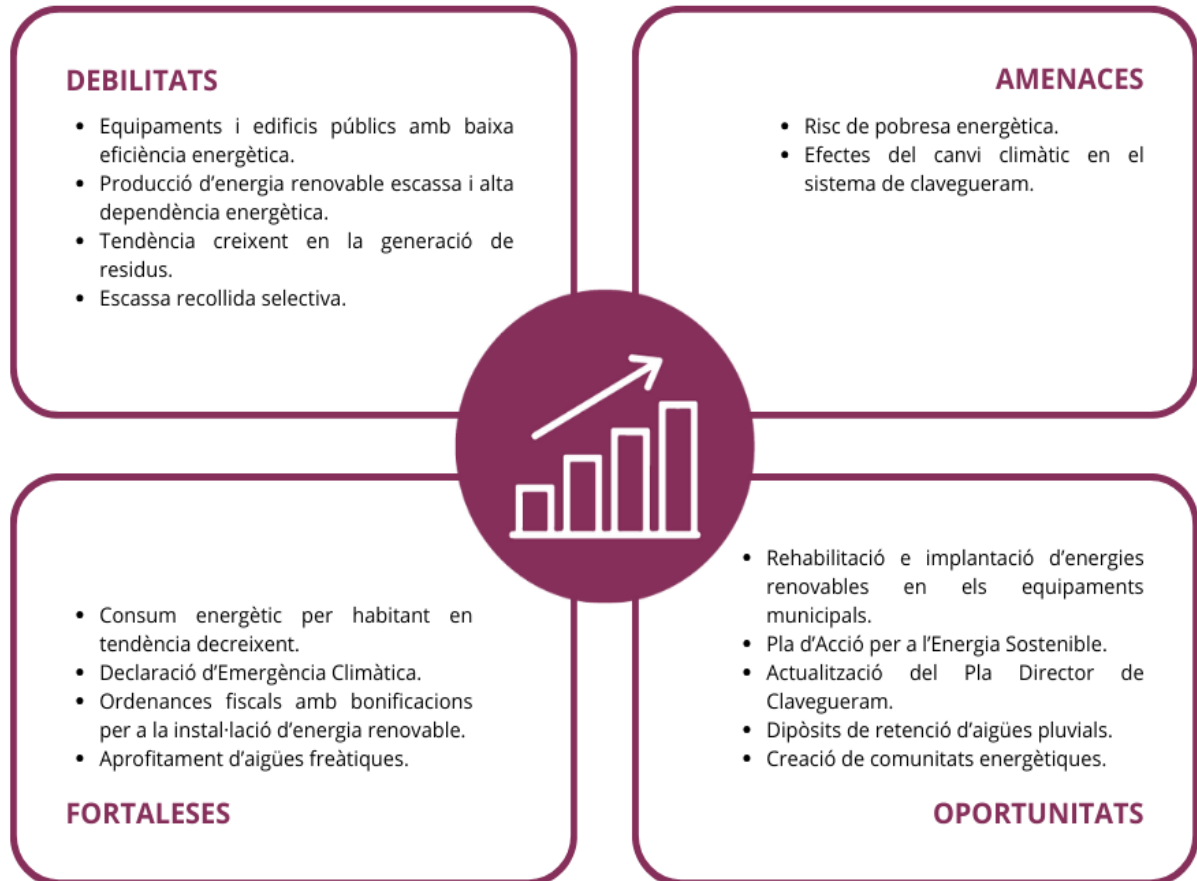 DEBILITATS
• Equipaments i edificis públics amb baixa
eficiència energètica.
• Producció d'energia renovable escassa i alta
dependència energètica.
• Tendència creixent en la generació de
residus.
• Escassa recollida selectiva.
AMENACES
• Risc de pobresa energètica.
• Efectes del canvi climàtic en el
sistema de clavegueram.
• Consum energètic per habitant en
tendència decreixent.
• Declaració d'Emergència Climàtica.
• Ordenances fiscals amb bonificacions
per a la instal·lació d'energia renovable.
• Aprofitament d'aigües freàtiques.
FORTALESES
• Rehabilitació e implantació d'energies
renovables en els equipaments
municipals.
• Pla d'Acció per a l'Energia Sostenible.
• Actualització del Pla Director de
Clavegueram.
• Dipòsits de retenció d'aigües pluvials.
• Creació de comunitats energètiques.
OPORTUNITATS